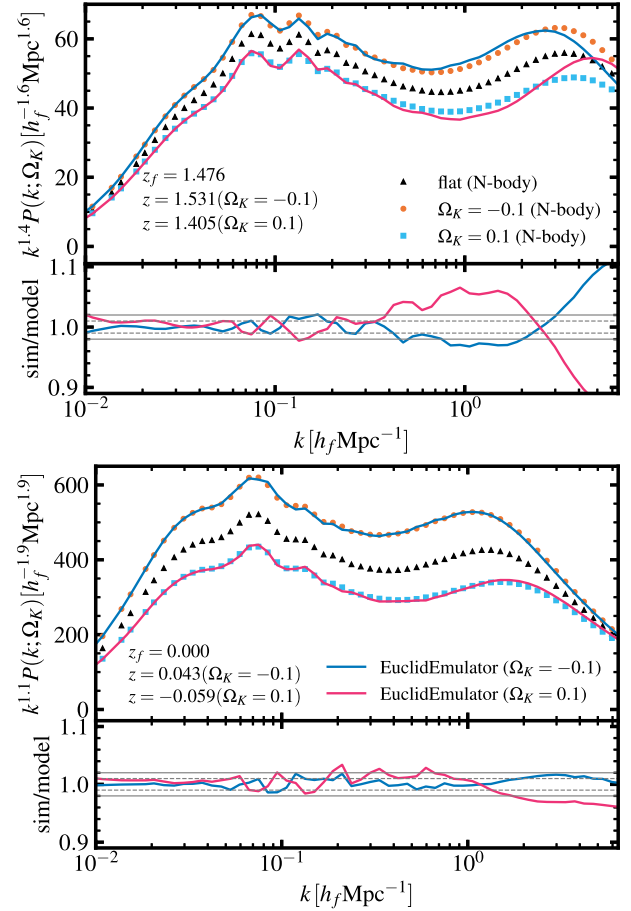 60
40
20
0
k^{1.4}P(k;Ω_K)[h_f^{-1.6}Mpc^{1.6}]
z_f = 1.476
z = 1.531(Ω_K = −0.1)
z = 1.405(Ω_K = 0.1)
flat (N-body)
Ω_K = −0.1 (N-body)
Ω_K = 0.1 (N-body)
1.1
1.0
0.9
sim/model
10^{−2}
10^{−1}
10^{0}
k [h_f Mpc^{−1}]
600
400
200
0
k^{1.1}P(k;Ω_K)[h_f^{-1.9}Mpc^{1.9}]
z_f = 0.000
z = 0.043(Ω_K = −0.1)
z = −0.059(Ω_K = 0.1)
EuclidEmulator (Ω_K = −0.1)
EuclidEmulator (Ω_K = 0.1)
1.1
1.0
0.9
sim/model
10^{−2}
10^{−1}
10^{0}
k [h_f Mpc^{−1}]